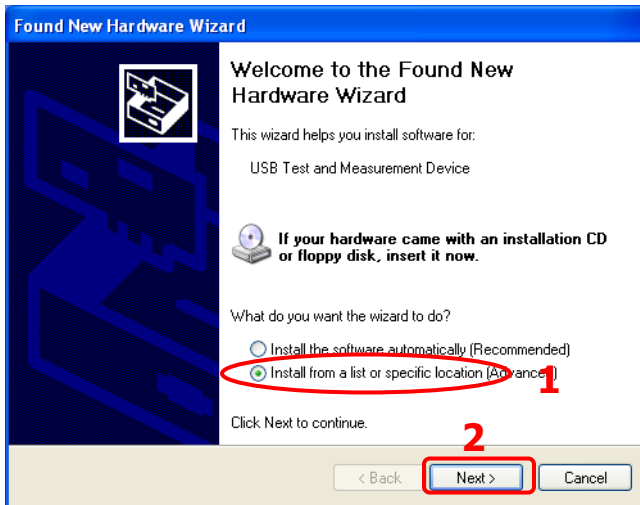 Found New Hardware Wizard
Welcome to the Found New
Hardware Wizard
This wizard helps you install software for:
USB Test and Measurement Device
If your hardware came with an installation CD
or floppy disk, insert it now.
What do you want the wizard to do?
Install the software automatically (Recommended)
Install from a list or specific location (Advanced)
1
Click Next to continue.
2
< Back
Next >
Cancel